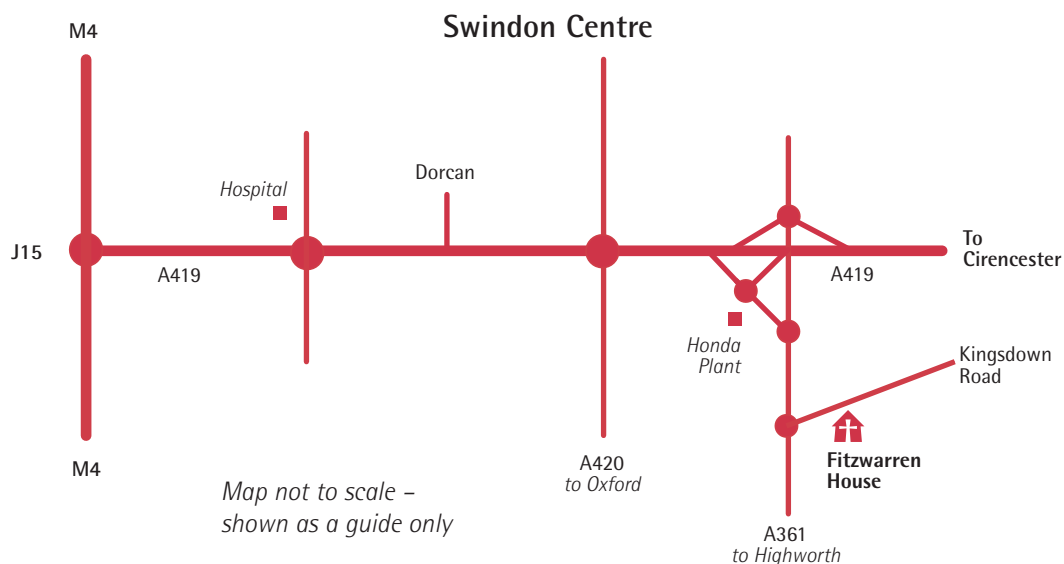 Swindon Centre
M4
Hospital
Dorcan
J15
A419
A419
To
Cirencester
Honda
Plant
Kingsdown
Road
Fitzwarren
House
M4
A420
to Oxford
Map not to scale –
shown as a guide only
A361
to Highworth